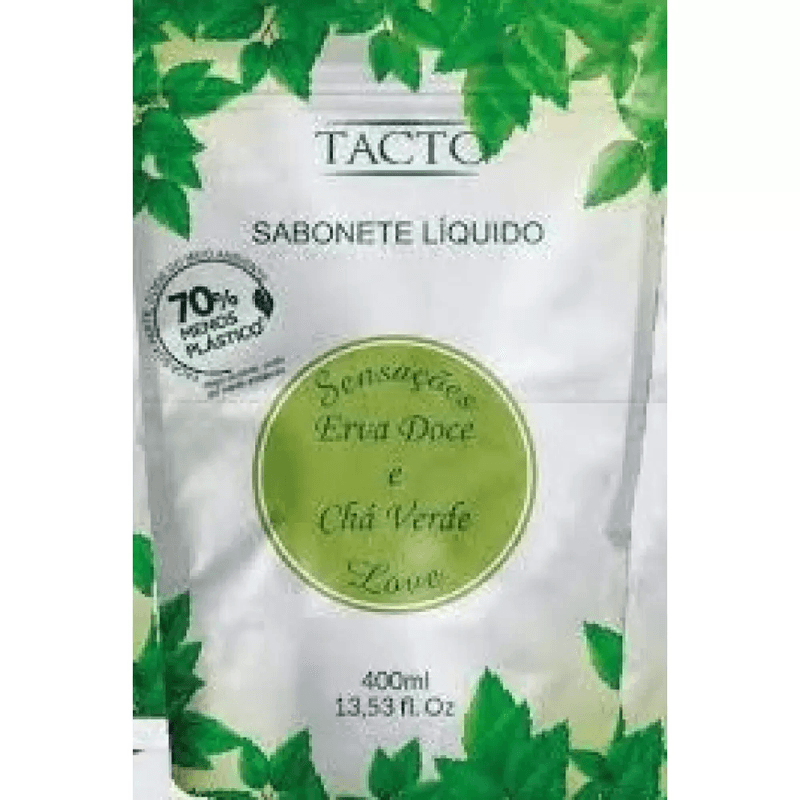 TACTO
SABONETE LÍQUIDO
70%
MENOS
PLÁSTICO
Sensações
Erva Doce
e
Chá Verde
Love
400ml
13,53 fl. Oz